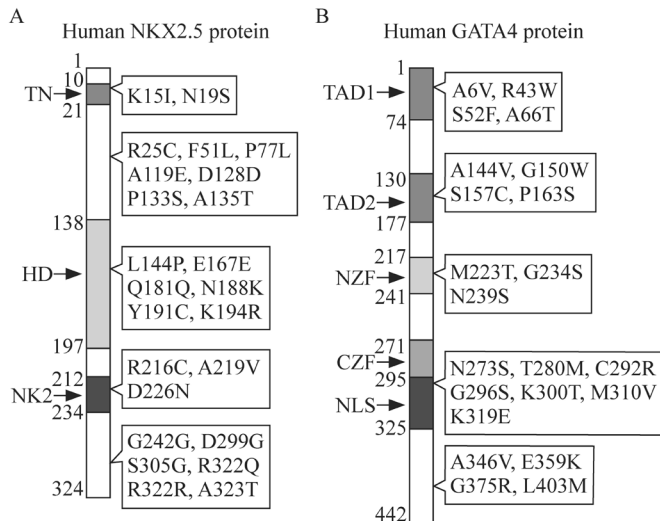 A
Human NKX2.5 protein
1
10
TN
21
K15I, N19S
R25C, F51L, P77L
A119E, D128D
P133S, A135T
138
HD
L144P, E167E
Q181Q, N188K
Y191C, K194R
197
212
NK2
234
R216C, A219V
D226N
G242G, D299G
S305G, R322Q
R322R, A323T
324
B
Human GATA4 protein
1
TAD1
74
A6V, R43W
S52F, A66T
130
TAD2
177
A144V, G150W
S157C, P163S
217
NZF
241
M223T, G234S
N239S
271
CZF
295
NLS
325
N273S, T280M, C292R
G296S, K300T, M310V
K319E
A346V, E359K
G375R, L403M
442